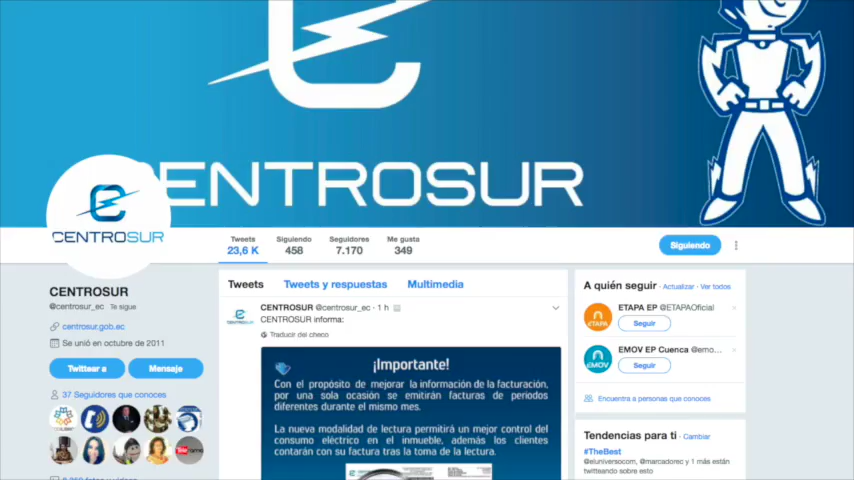 CENTROSUR
CENTROSUR
Tweets
23,6 K
Siguiendo
458
Seguidores
7.170
Me gusta
349
Siguiendo
CENTROSUR
@centrosur_ec Te sigue
centrosur.gob.ec
Se unió en octubre de 2011
Twittear a
Mensaje
37 Seguidores que conoces
Tweets
Tweets y respuestas
Multimedia
CENTROSUR @centrosur_ec · 1 h
CENTROSUR informa:
Traducir del checo
¡Importante!
Con el propósito de mejorar la información de la facturación,
por una sola ocasión se emitirán facturas de periodos
diferentes durante el mismo mes.
La nueva modalidad de lectura permitirá un mejor control del
consumo eléctrico en el inmueble, además los clientes
contarán con su factura tras la toma de la lectura.
A quién seguir · Actualizar · Ver todos
ETAPA
ETAPA EP @ETAPAOficial
Seguir
EMOV
EMOV EP Cuenca @emo...
Seguir
Encuentra a personas que conoces
Tendencias para ti · Cambiar
#TheBest
@eluniversocom, @marcadorec y 1 más están
twitteando sobre esto